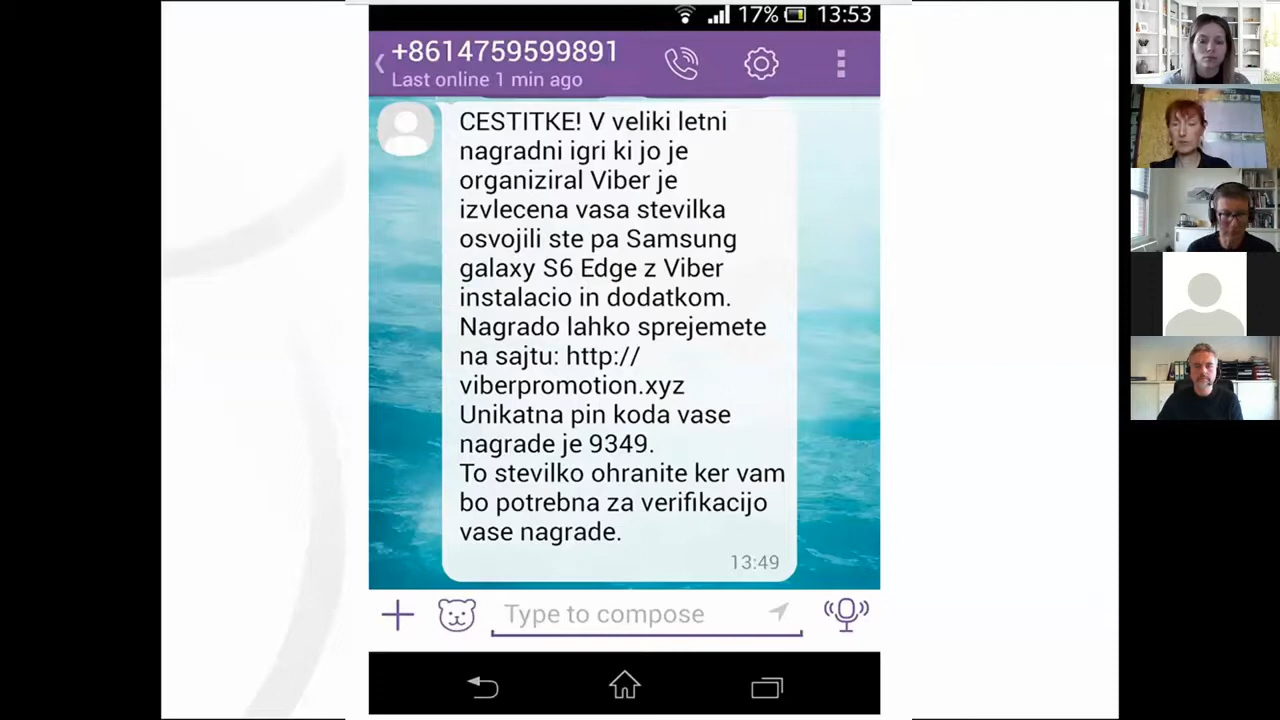 17% 13:53
+8614759599891
Last online 1 min ago
CESTITKE! V veliki letni
nagradni igri ki jo je
organiziral Viber je
izvlecena vasa stevilka
osvojili ste pa Samsung
galaxy S6 Edge z Viber
instalacio in dodatkom.
Nagrado lahko sprejemete
na sajtu: http://
viberpromotion.xyz
Unikatna pin koda vase
nagrade je 9349.
To stevilko ohranite ker vam
bo potrebna za verifikacijo
vase nagrade.
13:49
Type to compose